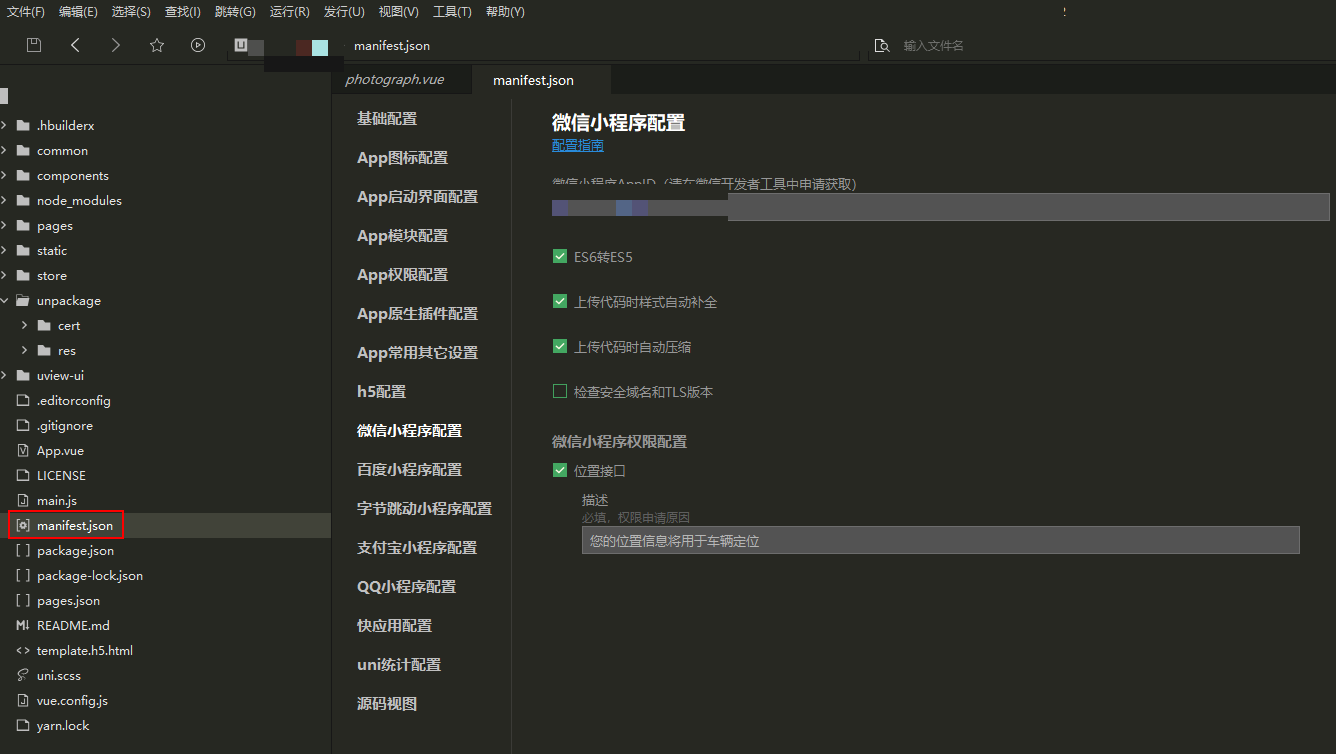 文件(F) 编辑(E) 选择(S) 查找(I) 跳转(G) 运行(R) 发行(U) 视图(V) 工具(T) 帮助(Y)
manifest.json
输入文件名
photograph.vue
manifest.json
.hbuilderx
common
components
node_modules
pages
static
store
unpackage
cert
res
uview-ui
.editorconfig
.gitignore
App.vue
LICENSE
main.js
manifest.json
package.json
package-lock.json
pages.json
README.md
template.h5.html
uni.scss
vue.config.js
yarn.lock
基础配置
App图标配置
App启动界面配置
App模块配置
App权限配置
App原生插件配置
App常用其它设置
h5配置
微信小程序配置
百度小程序配置
字节跳动小程序配置
支付宝小程序配置
QQ小程序配置
快应用配置
uni统计配置
源码视图
微信小程序配置
配置指南
微信小程序AppID（请在微信开发者工具中申请获取）
ES6转ES5
上传代码时样式自动补全
上传代码时自动压缩
检查安全域名和TLS版本
微信小程序权限配置
位置接口
描述
必填，权限申请原因
您的位置信息将用于车辆定位